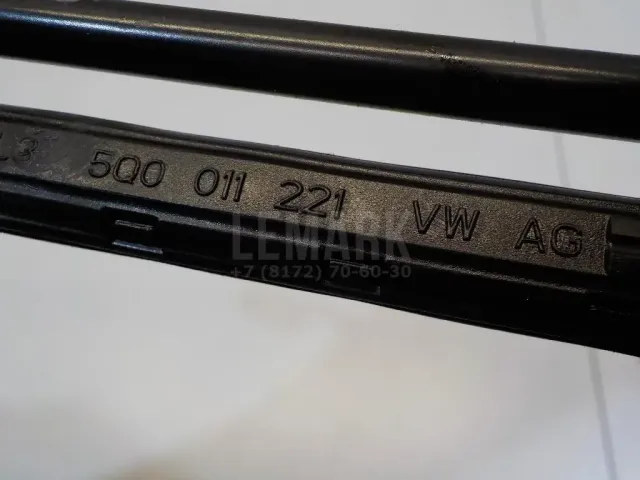 5Q0 011 221 VW AG
LEMARK
+7 (8172) 70-60-30